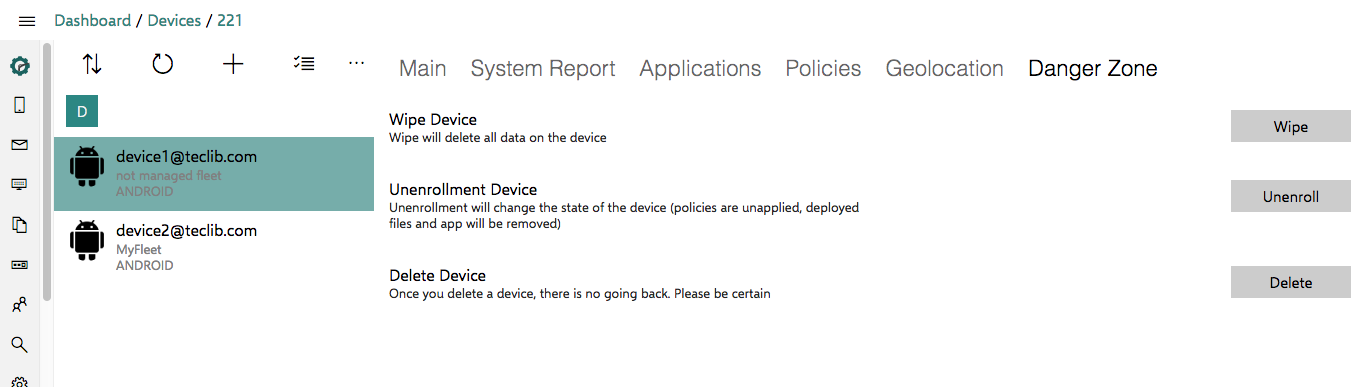 Dashboard / Devices / 221
Main System Report Applications Policies Geolocation Danger Zone
D
device1@teclib.com
not managed fleet
ANDROID
device2@teclib.com
MyFleet
ANDROID
Wipe Device
Wipe will delete all data on the device
Wipe
Unenrollment Device
Unenrollment will change the state of the device (policies are unapplied, deployed
files and app will be removed)
Unenroll
Delete Device
Once you delete a device, there is no going back. Please be certain
Delete